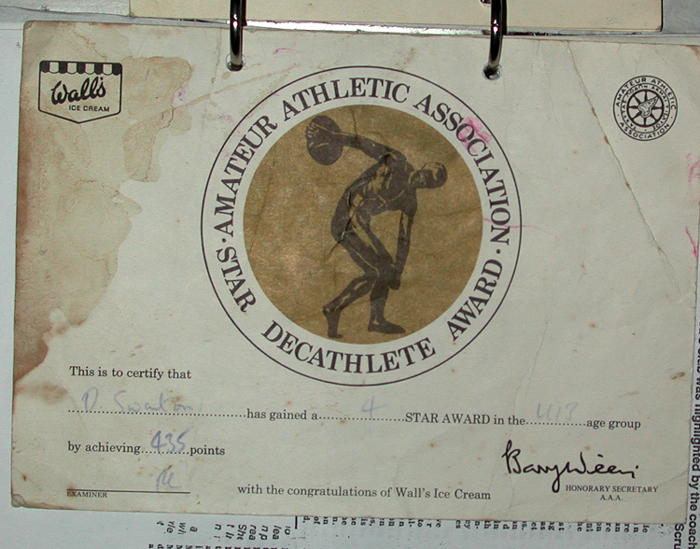 Wall's
ICE CREAM
AMATEUR ATHLETIC ASSOCIATION
STAR DECATHLETE AWARD
AMATEUR ATHLETIC
ASSOCIATION
This is to certify that
D Swanton has gained a 4 STAR AWARD in the U13 age group
by achieving 435 points
EXAMINER
with the congratulations of Wall's Ice Cream
HONORARY SECRETARY
A.A.A.
was highlighted by the coach